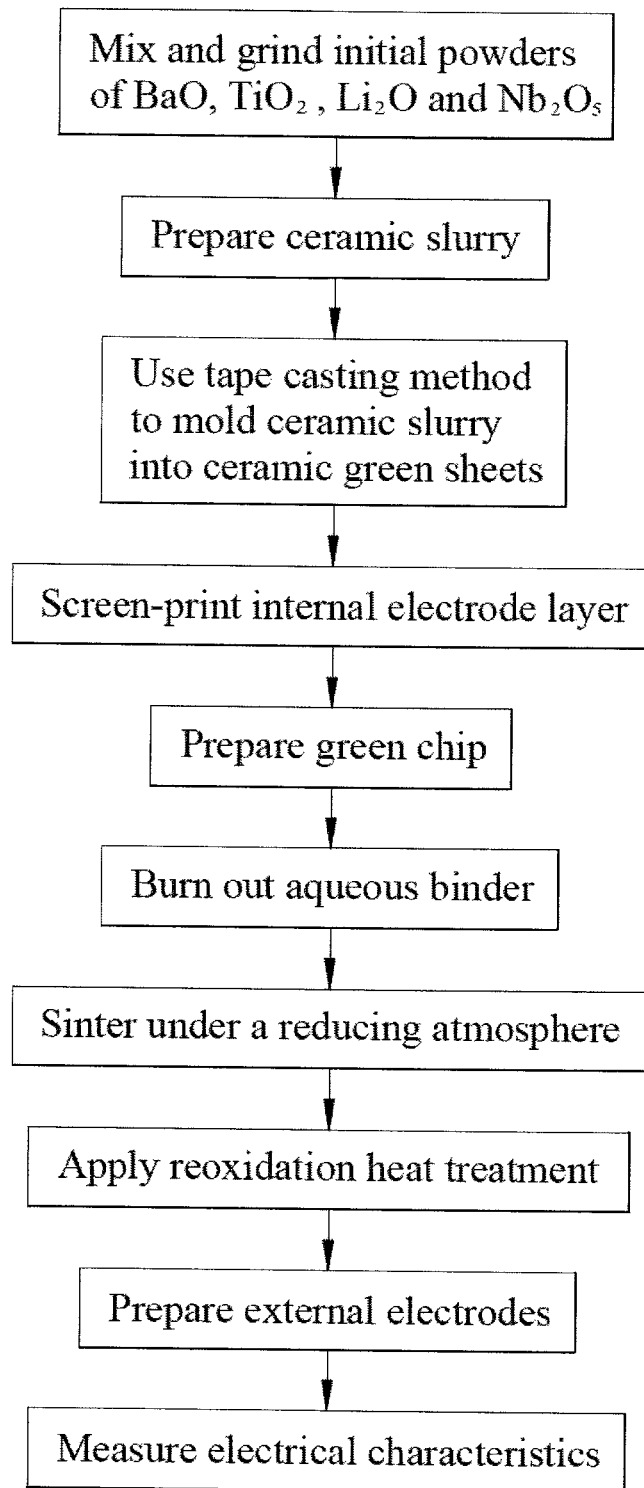 Mix and grind initial powders
of BaO, TiO₂ , Li₂O and Nb₂O₅
Prepare ceramic slurry
Use tape casting method
to mold ceramic slurry
into ceramic green sheets
Screen-print internal electrode layer
Prepare green chip
Burn out aqueous binder
Sinter under a reducing atmosphere
Apply reoxidation heat treatment
Prepare external electrodes
Measure electrical characteristics